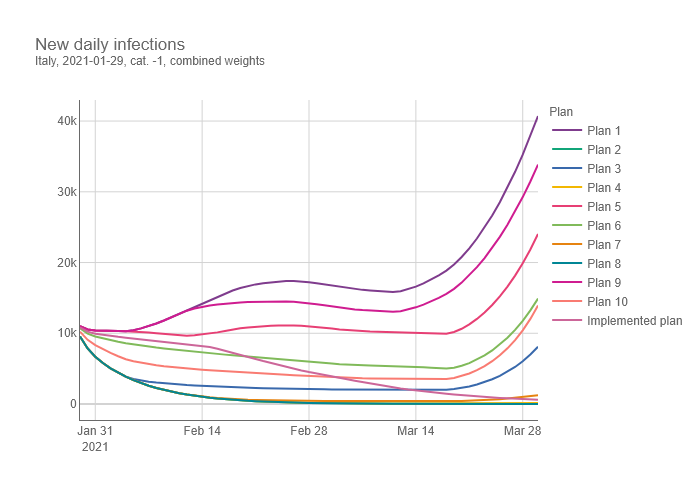 New daily infections
Italy, 2021-01-29, cat. -1, combined weights
40k
30k
20k
10k
0
Jan 31
2021
Feb 14
Feb 28
Mar 14
Mar 28
Plan
Plan 1
Plan 2
Plan 3
Plan 4
Plan 5
Plan 6
Plan 7
Plan 8
Plan 9
Plan 10
Implemented plan